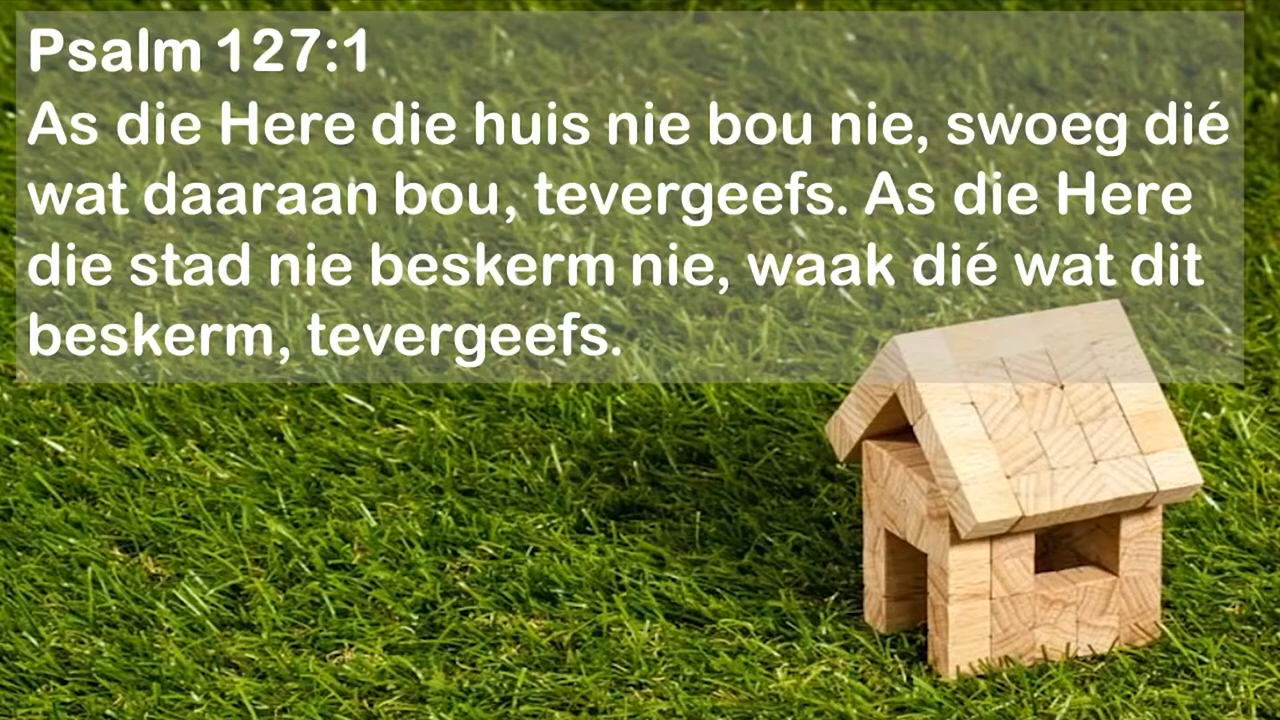 Psalm 127:1
As die Here die huis nie bou nie, swoeg dié
wat daaraan bou, tevergeefs. As die Here
die stad nie beskerm nie, waak dié wat dit
beskerm, tevergeefs.